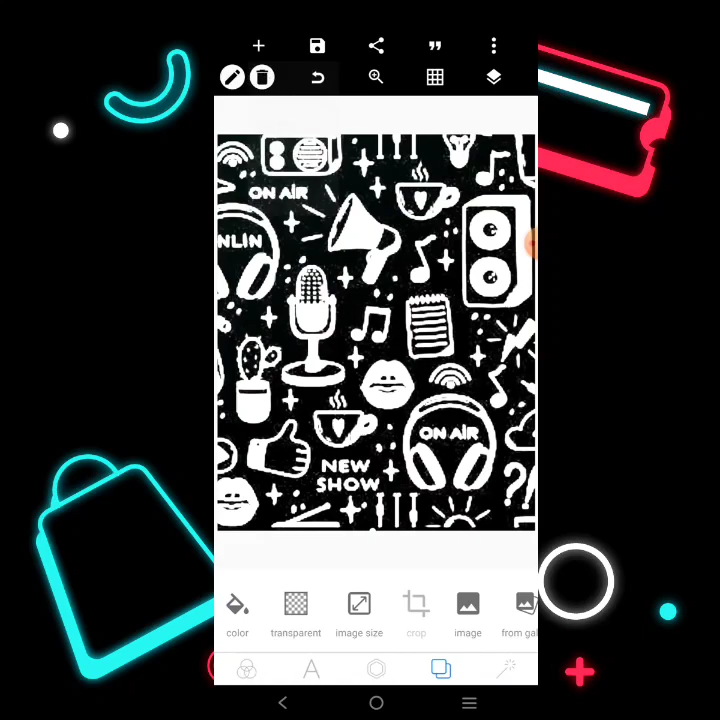 ON AIR
NLIN
ON AIR
NEW
SHOW
color
transparent
image size
crop
image
from gal